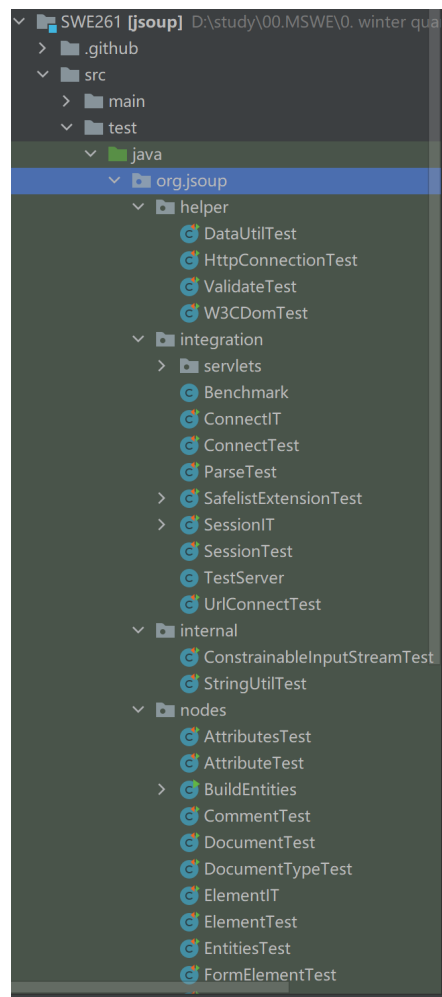 SWE261 [jsoup] D:\study\00.MSWE\0. winter qua
.github
src
main
test
java
org.jsoup
helper
DataUtilTest
HttpConnectionTest
ValidateTest
W3CDomTest
integration
servlets
Benchmark
ConnectIT
ConnectTest
ParseTest
SafelistExtensionTest
SessionIT
SessionTest
TestServer
UrlConnectTest
internal
ConstrainableInputStreamTest
StringUtilTest
nodes
AttributesTest
AttributeTest
BuildEntities
CommentTest
DocumentTest
DocumentTypeTest
ElementIT
ElementTest
EntitiesTest
FormElementTest